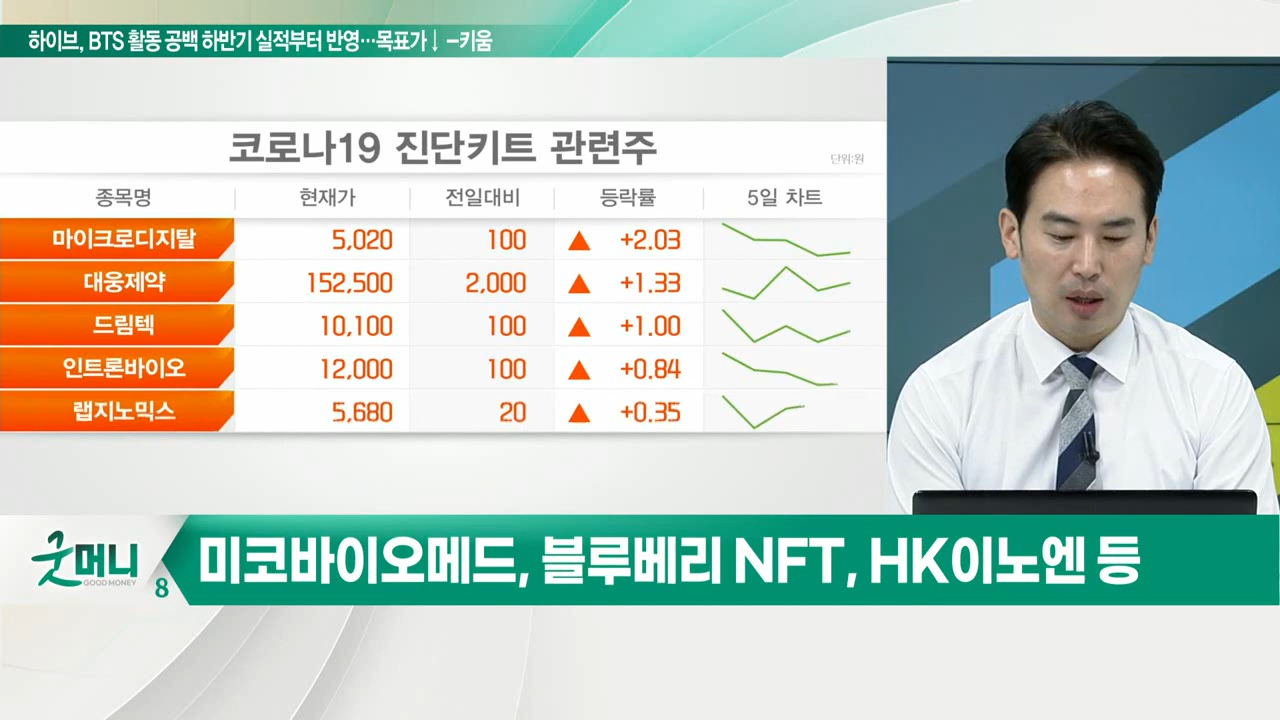 하이브, BTS 활동 공백 하반기 실적부터 반영…목표가↓ -키움
코로나19 진단키트 관련주
단위:원
종목명 현재가 전일대비 등락률 5일 차트
마이크로디지탈 5,020 100 ▲ +2.03
대웅제약 152,500 2,000 ▲ +1.33
드림텍 10,100 100 ▲ +1.00
인트론바이오 12,000 100 ▲ +0.84
랩지노믹스 5,680 20 ▲ +0.35
굿머니
GOOD MONEY
8
미코바이오메드, 블루베리 NFT, HK이노엔 등